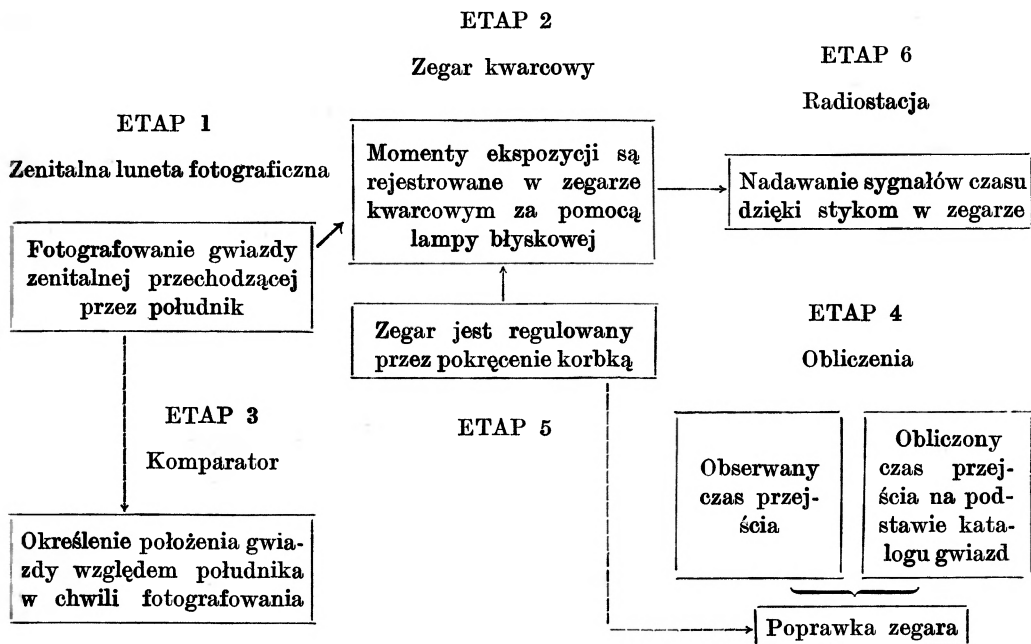 ETAP 1
Zenitalna luneta fotograficzna
Fotografowanie gwiazdy
zenitalnej przechodzącej
przez południk
ETAP 2
Zegar kwarcowy
Momenty ekspozycji są
rejestrowane w zegarze
kwarcowym za pomocą
lampy błyskowej
Zegar jest regulowany
przez pokręcenie korbką
ETAP 5
ETAP 3
Komparator
Określenie położenia gwia-
zdy względem południka
w chwili fotografowania
ETAP 6
Radiostacja
Nadawanie sygnałów czasu
dzięki stykom w zegarze
ETAP 4
Obliczenia
Obserwany
czas przej-
ścia
Obliczony
czas przej-
ścia na pod-
stawie kata-
logu gwiazd
Poprawka zegara